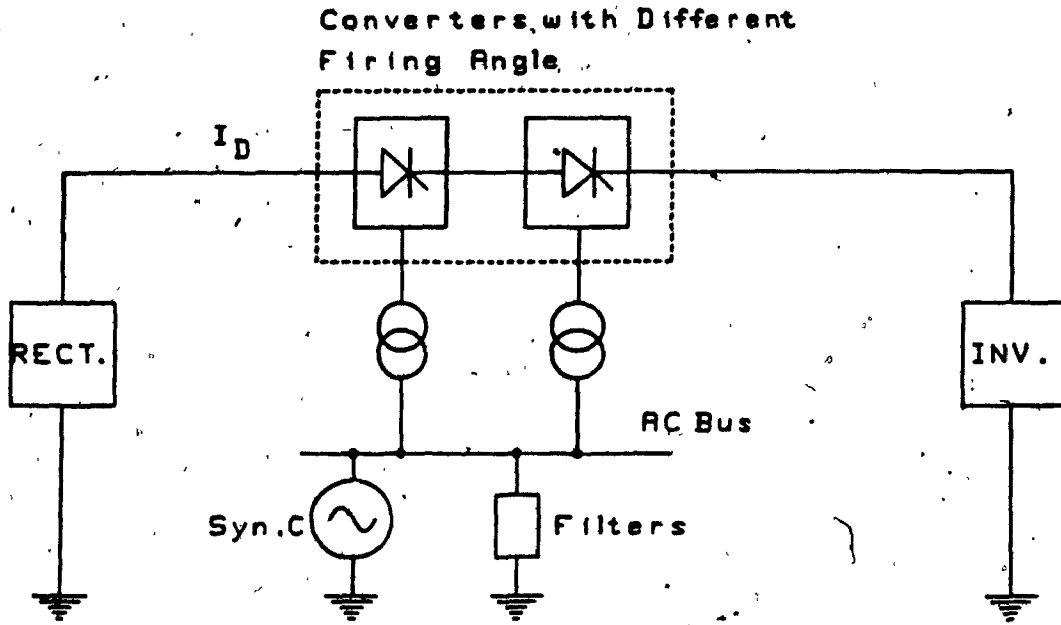 Converters, with Different
Firing Angle
I_D
RECT.
INV.
AC Bus
Syn.C
Filters